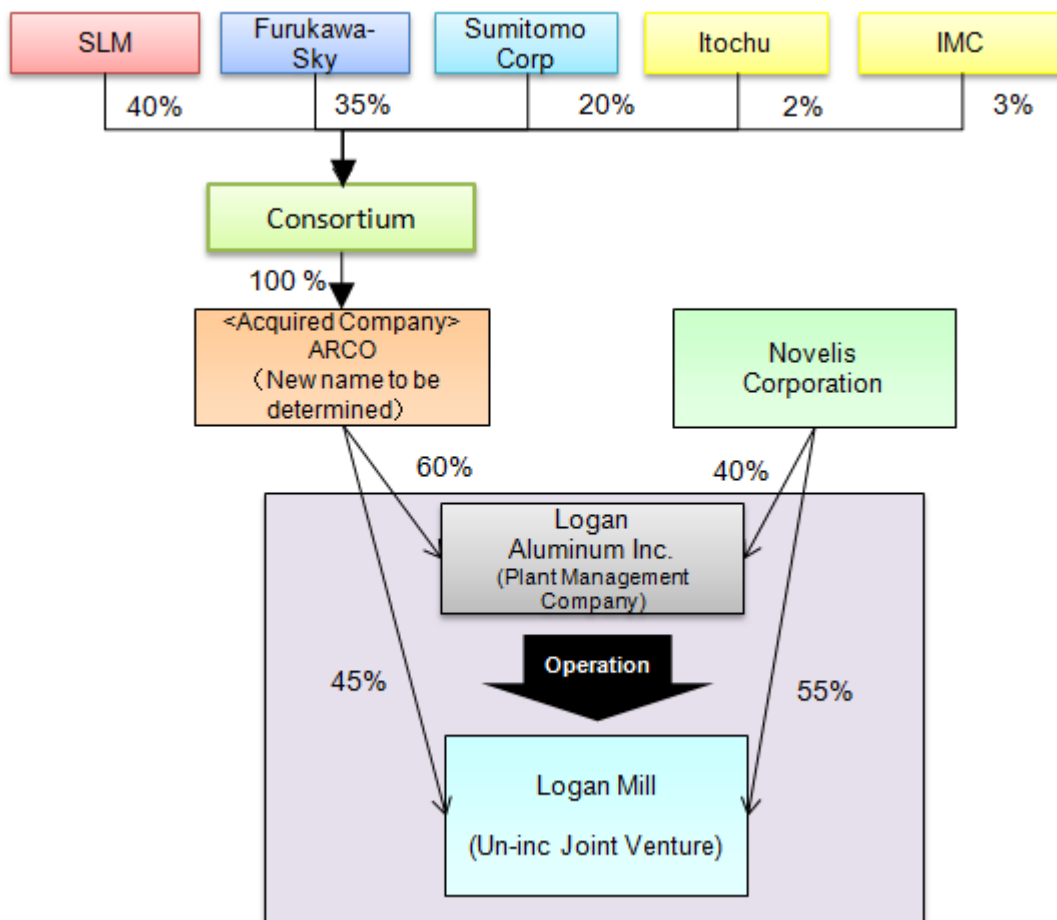 SLM
Furukawa-
Sky
Sumitomo
Corp
Itochu
IMC
40%
35%
20%
2%
3%
Consortium
100 %
<Acquired Company>
ARCO
（New name to be
determined）
Novelis
Corporation
60%
40%
Logan
Aluminum Inc.
(Plant Management
Company)
Operation
45%
55%
Logan Mill
(Un-inc Joint Venture)